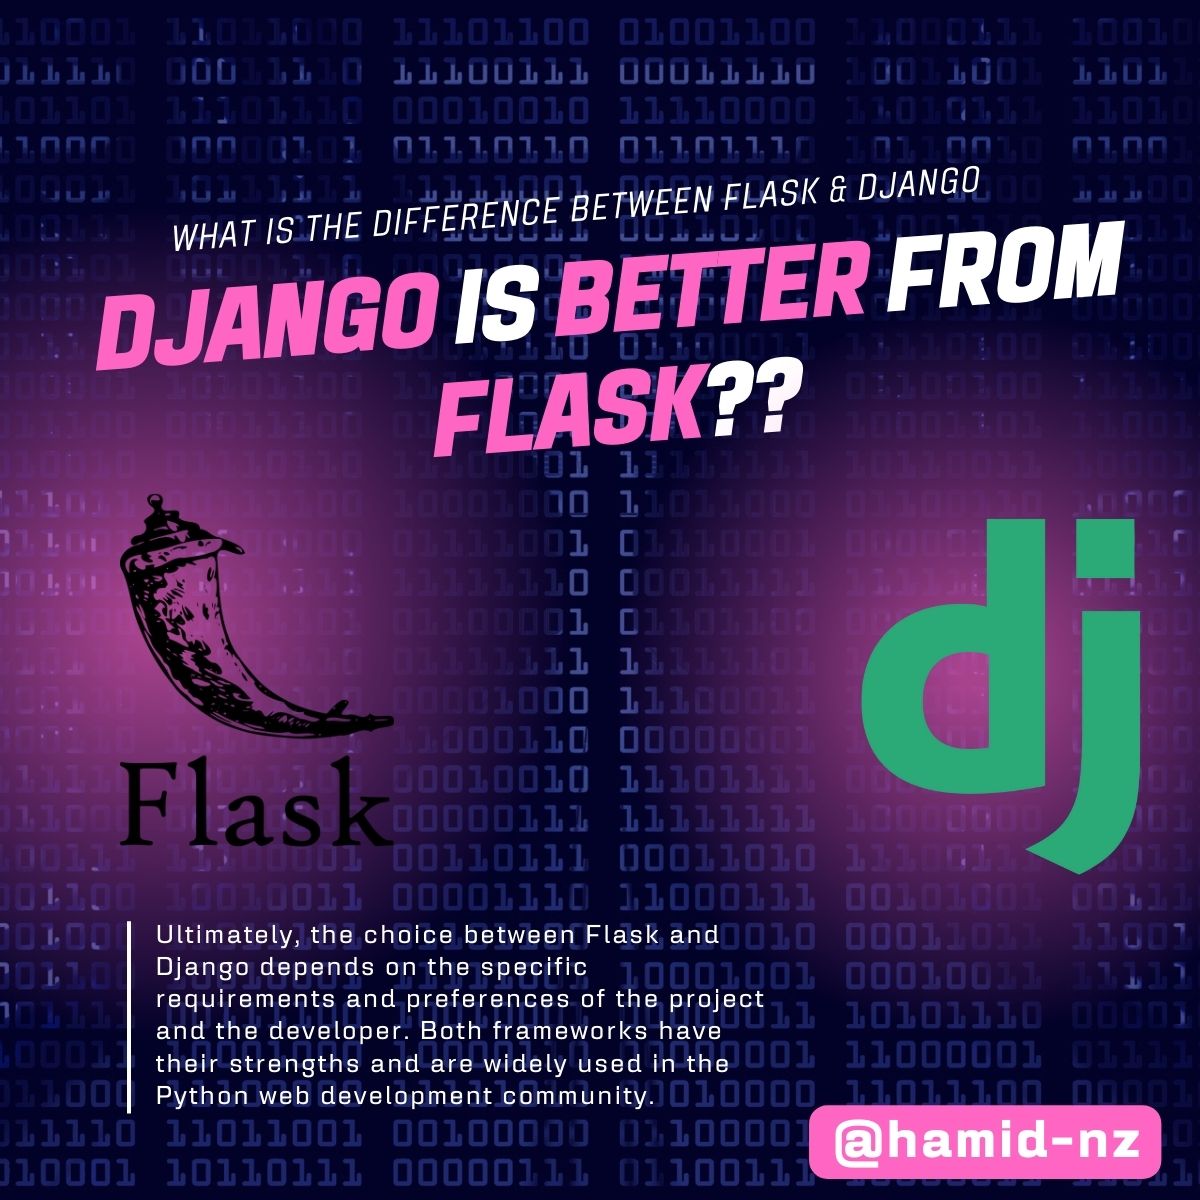 WHAT IS THE DIFFERENCE BETWEEN FLASK & DJANGO
DJANGO IS BETTER FROM
FLASK??
Flask
dj
Ultimately, the choice between Flask and
Django depends on the specific
requirements and preferences of the project
and the developer. Both frameworks have
their strengths and are widely used in the
Python web development community.
@hamid-nz